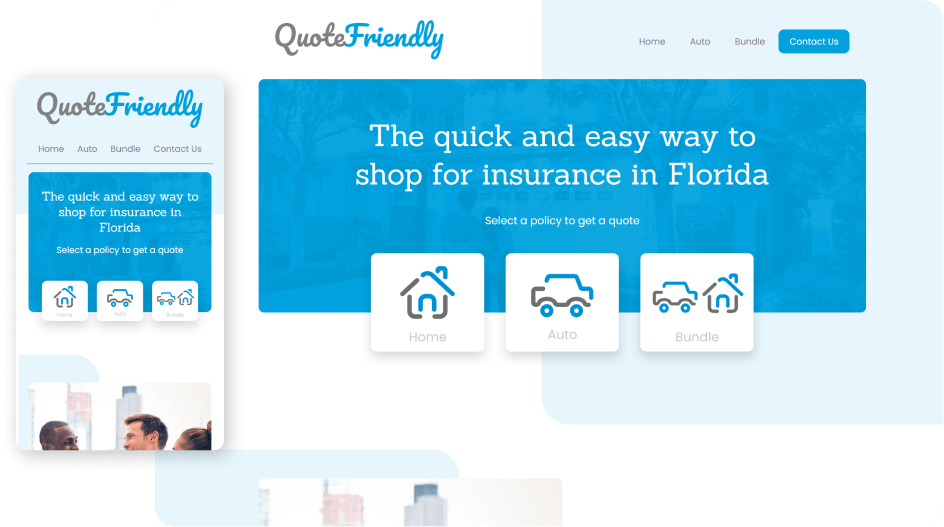 QuoteFriendly
Home Auto Bundle Contact Us
The quick and easy way to
shop for insurance in
Florida
Select a policy to get a quote
Home Auto Bundle
QuoteFriendly
Home Auto Bundle Contact Us
The quick and easy way to
shop for insurance in Florida
Select a policy to get a quote
Home Auto Bundle